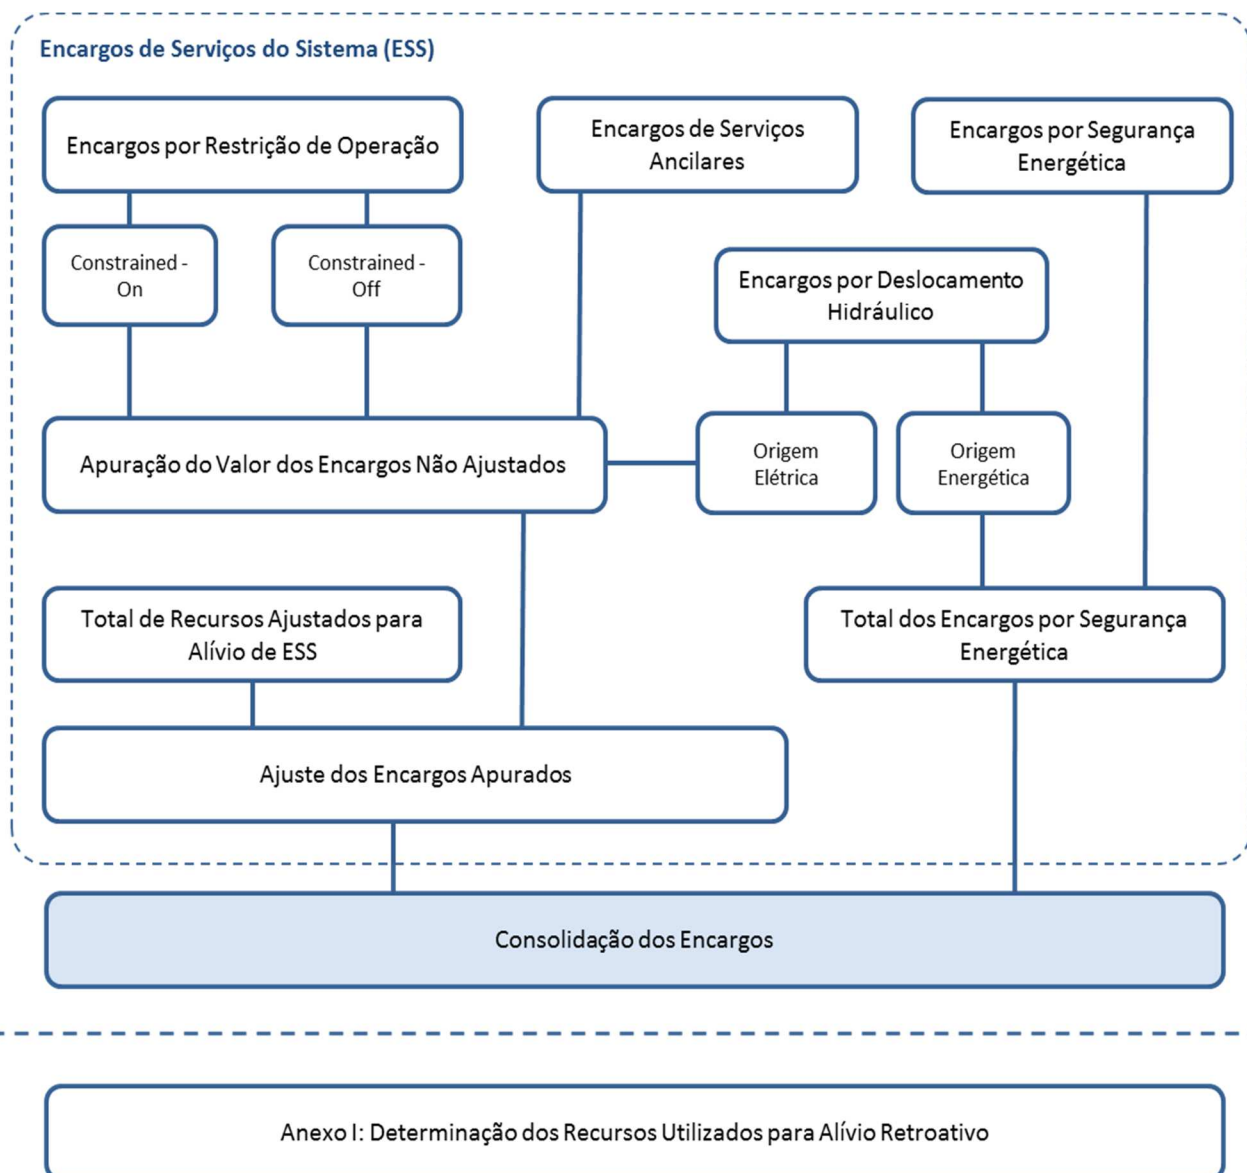 Encargos de Serviços do Sistema (ESS)
Encargos por Restrição de Operação
Encargos de Serviços
Ancilares
Encargos por Segurança
Energética
Constrained -
On
Constrained -
Off
Encargos por Deslocamento
Hidráulico
Apuração do Valor dos Encargos Não Ajustados
Origem
Elétrica
Origem
Energética
Total de Recursos Ajustados para
Alívio de ESS
Total dos Encargos por Segurança
Energética
Ajuste dos Encargos Apurados
Consolidação dos Encargos
Anexo I: Determinação dos Recursos Utilizados para Alívio Retroativo